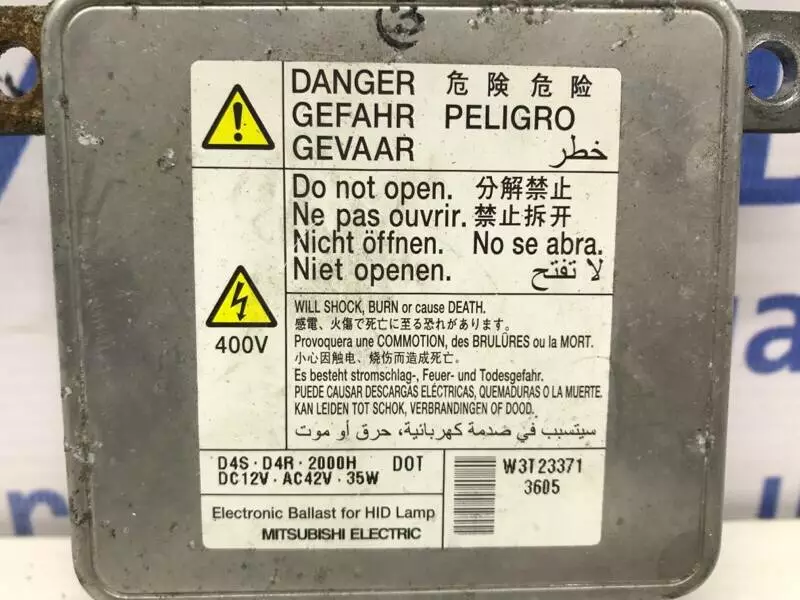 DANGER 危険危险
GEFAHR PELIGRO
GEVAAR خطر
Do not open. 分解禁止
Ne pas ouvrir. 禁止拆开
Nicht öffnen. No se abra.
Niet openen. لا تفتح
400V
WILL SHOCK, BURN or cause DEATH.
感電、火傷で死亡に至る恐れがあります。
Provoquera une COMMOTION, des BRULÛRES ou la MORT.
小心因触电、烧伤而造成死亡。
Es besteht stromschlag-, Feuer- und Todesgefahr.
PUEDE CAUSAR DESCARGAS ELÉCTRICAS, QUEMADURAS O LA MUERTE.
KAN LEIDEN TOT SCHOK, VERBRANDINGEN OF DOOD.
سيتسبب في صدمة كهربائية، حرق أو موت
D4S · D4R · 2000H DOT
DC12V · AC42V · 35W
W3T23371
3605
Electronic Ballast for HID Lamp
MITSUBISHI ELECTRIC